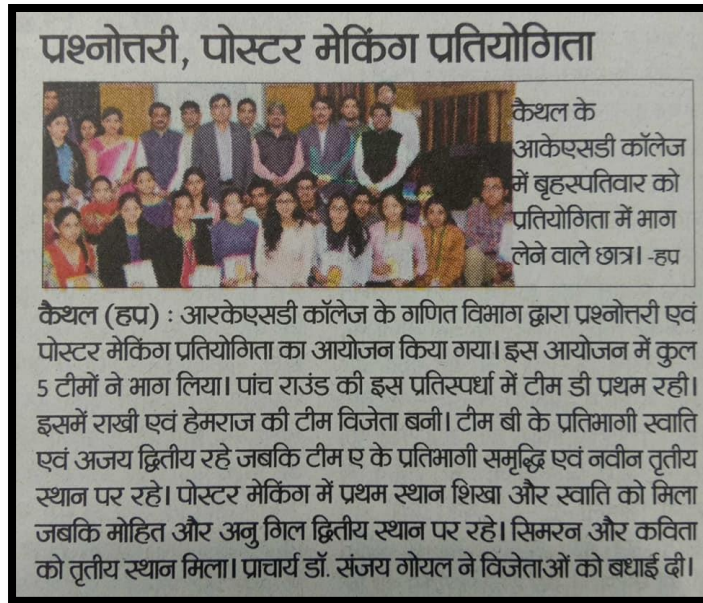 प्रश्नोत्तरी, पोस्टर मेकिंग प्रतियोगिता
कैथल के
आकेएसडी कॉलेज
में बृहस्पतिवार को
प्रतियोगिता में भाग
लेने वाले छात्र। -हप्र
कैथल (हप्र) : आरकेएसडी कॉलेज के गणित विभाग द्वारा प्रश्नोत्तरी एवं
पोस्टर मेकिंग प्रतियोगिता का आयोजन किया गया। इस आयोजन में कुल
5 टीमों ने भाग लिया। पांच राउंड की इस प्रतिस्पर्धा में टीम डी प्रथम रही।
इसमें राखी एवं हेमराज की टीम विजेता बनी। टीम बी के प्रतिभागी स्वाति
एवं अजय द्वितीय रहे जबकि टीम ए के प्रतिभागी समृद्धि एवं नवीन तृतीय
स्थान पर रहे। पोस्टर मेकिंग में प्रथम स्थान शिखा और स्वाति को मिला
जबकि मोहित और अनु गिल द्वितीय स्थान पर रहे। सिमरन और कविता
को तृतीय स्थान मिला। प्राचार्य डॉ. संजय गोयल ने विजेताओं को बधाई दी।